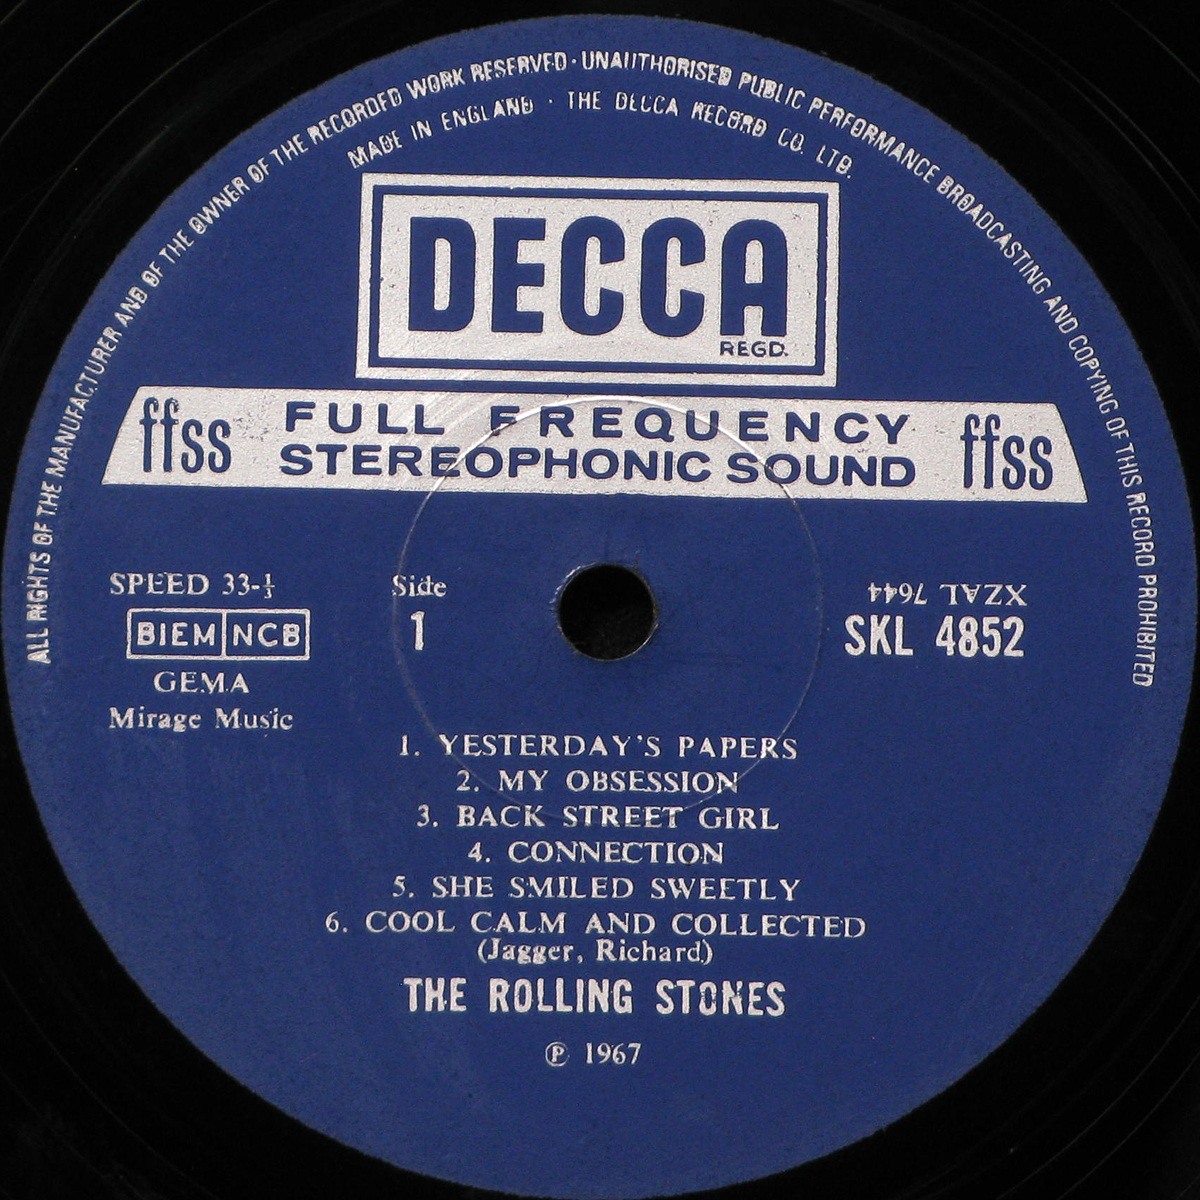 ALL RIGHTS OF THE MANUFACTURER AND OF THE OWNER OF THE RECORDED WORK RESERVED · UNAUTHORISED PUBLIC PERFORMANCE BROADCASTING AND COPYING OF THIS RECORD PROHIBITED
MADE IN ENGLAND · THE DECCA RECORD CO. LTD.
DECCA
REGD.
ffss FULL FREQUENCY ffss
STEREOPHONIC SOUND
SPEED 33-⅓ Side XZAL 7644
BIEM NCB 1 SKL 4852
GEMA
Mirage Music
1. YESTERDAY'S PAPERS
2. MY OBSESSION
3. BACK STREET GIRL
4. CONNECTION
5. SHE SMILED SWEETLY
6. COOL CALM AND COLLECTED
(Jagger, Richard)
THE ROLLING STONES
Ⓟ 1967